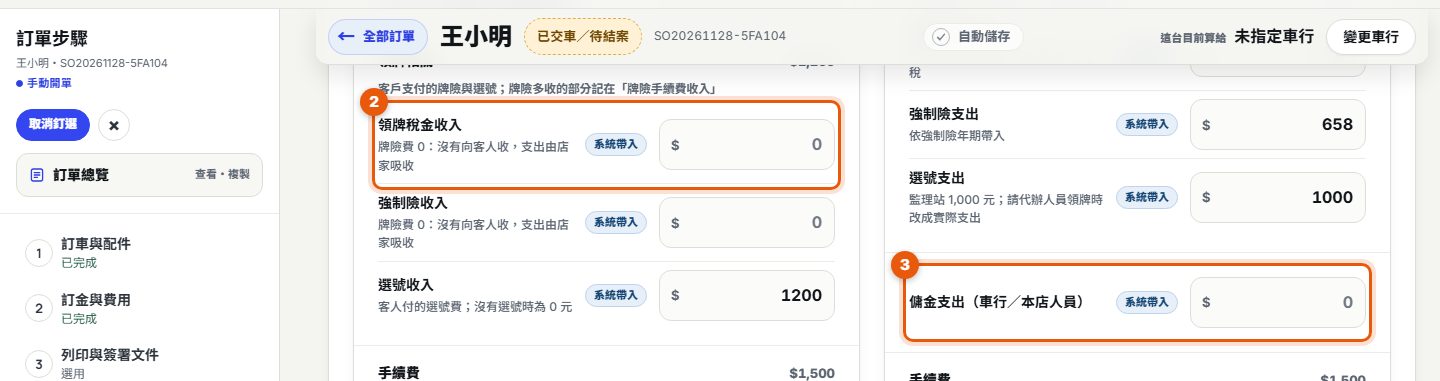 訂單步驟
王小明・SO20261128-5FA104
手動開單
取消釘選
訂單總覽
查看・複製
1
訂車與配件
已完成
2
訂金與費用
已完成
3
列印與簽署文件
選用
← 全部訂單
王小明
已交車／待結案
SO20261128-5FA104
自動儲存
這台目前算給 未指定車行
變更車行
客戶支付的牌險與選號；牌險多收的部分記在「牌險手續費收入」
2
領牌稅金收入
牌險費 0：沒有向客人收，支出由店
家吸收
系統帶入
$ 0
強制險收入
牌險費 0：沒有向客人收，支出由店
家吸收
系統帶入
$ 0
選號收入
客人付的選號費；沒有選號時為 0 元
系統帶入
$ 1200
手續費
$1,500
稅
強制險支出
依強制險年期帶入
系統帶入
$ 658
選號支出
監理站 1,000 元；請代辦人員領牌時
改成實際支出
系統帶入
$ 1000
3
傭金支出（車行／本店人員）
系統帶入
$ 0
手續費
$1,500